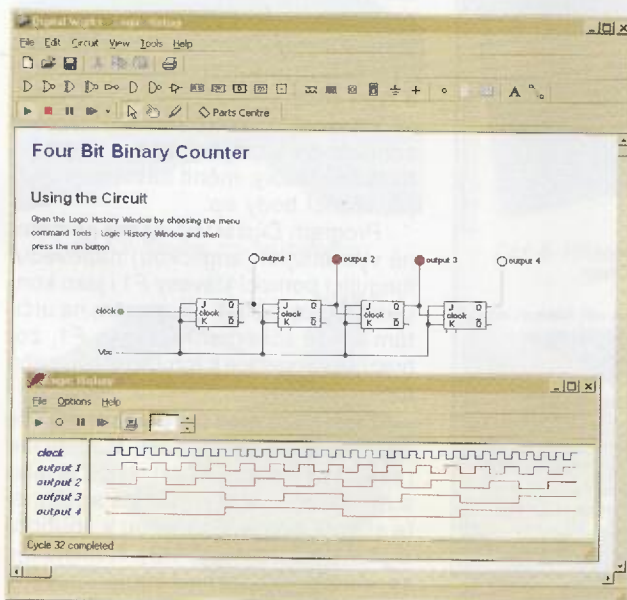 Digital Works - Logic History
File Edit Circuit View Tools Help
A
Parts Centre
Four Bit Binary Counter
Using the Circuit
Open the Logic History Window by choosing the menu
command Tools - Logic History Window and then
press the run button
output 1 output 2 output 3 output 4
J Q J Q J Q J Q
clock clock clock clock clock
K Q K Q K Q K Q
Vcc
Logic History
File Options Help
clock
output 1
output 2
output 3
output 4
Cycle 32 completed